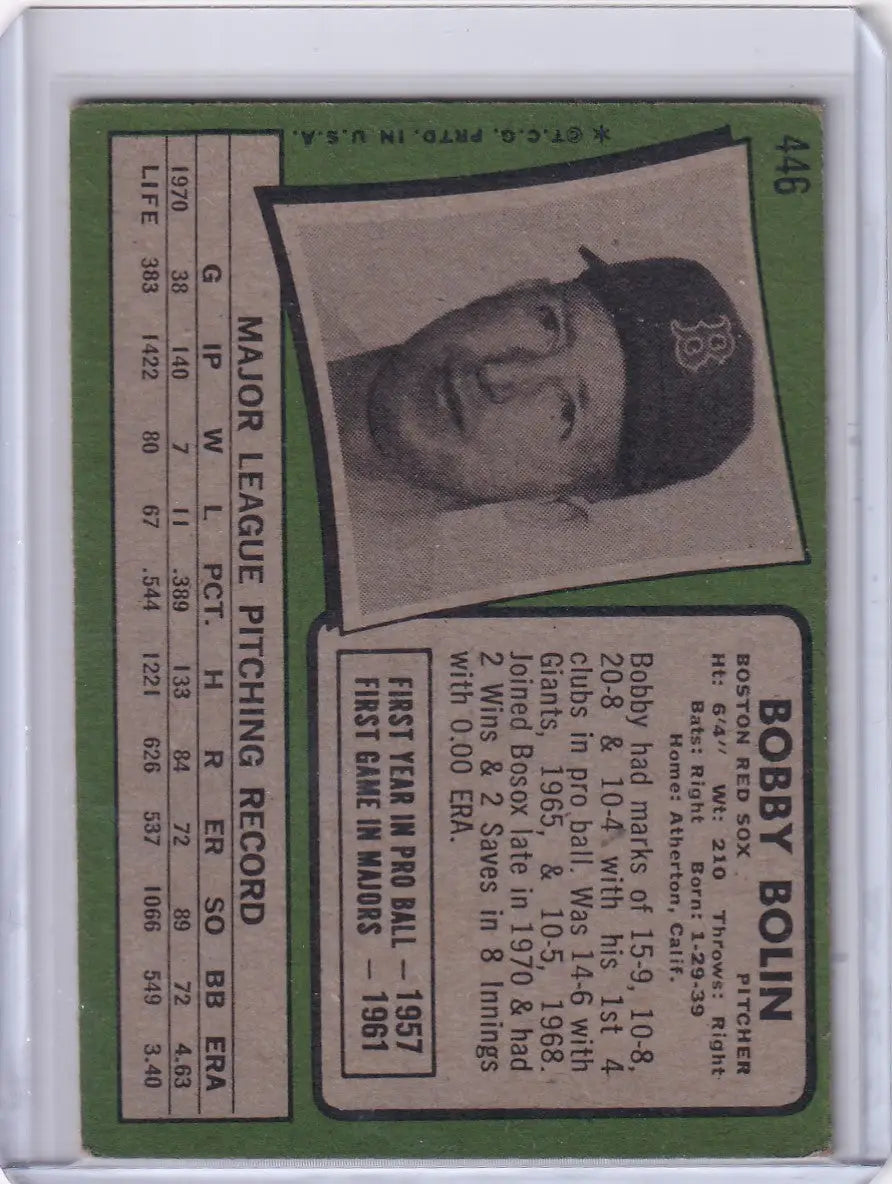 446
*©T.C.G. PRTD. IN U.S.A.
B
BOBBY BOLIN
BOSTON RED SOX PITCHER
Ht: 6'4" Wt: 210 Throws: Right
Bats: Right Born: 1-29-39
Home: Atherton, Calif.
Bobby had marks of 15-9, 10-8,
20-8 & 10-4 with his 1st 4
clubs in pro ball. Was 14-6 with
Giants, 1965, & 10-5, 1968.
Joined Bosox late in 1970 & had
2 Wins & 2 Saves in 8 Innings
with 0.00 ERA.
FIRST YEAR IN PRO BALL — 1957
FIRST GAME IN MAJORS — 1961
MAJOR LEAGUE PITCHING RECORD
G IP W L PCT. H R ER SO BB ERA
1970 38 140 7 11 .389 133 84 72 89 72 4.63
LIFE 383 1422 80 67 .544 1221 626 537 1066 549 3.40